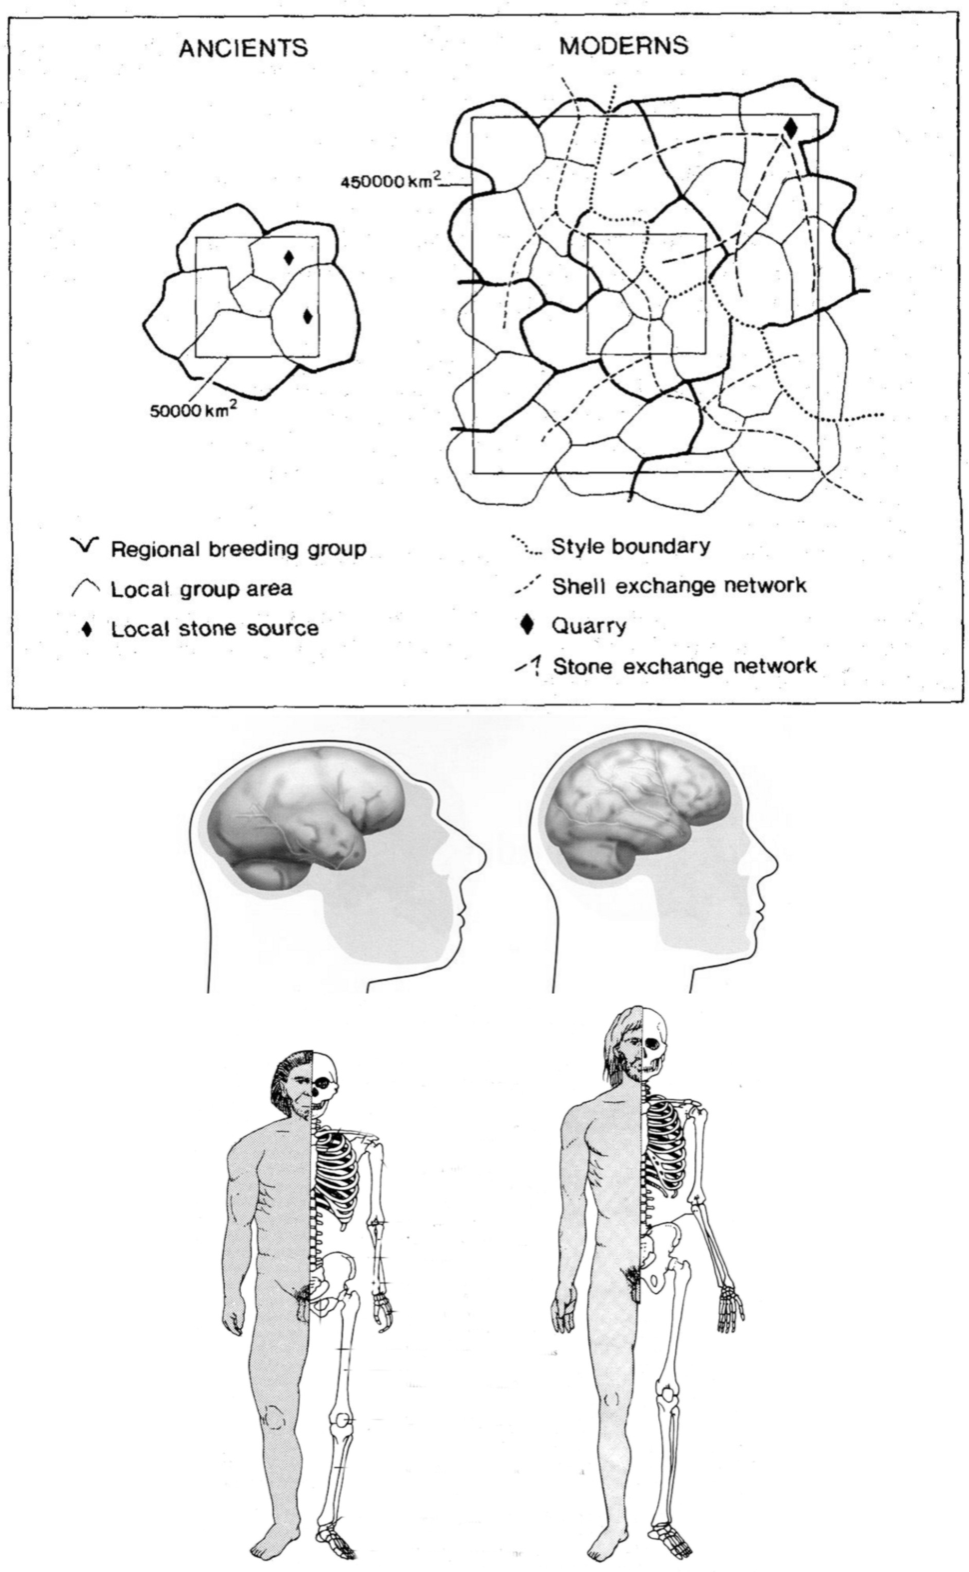 ANCIENTS
MODERNS
450000 km²
50000 km²
Regional breeding group
Local group area
Local stone source
Style boundary
Shell exchange network
Quarry
Stone exchange network